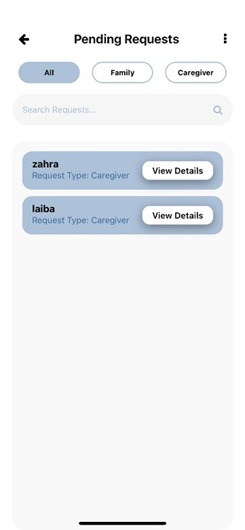 Pending Requests
All Family Caregiver
Search Requests...
zahra
Request Type: Caregiver
View Details
laiba
Request Type: Caregiver
View Details